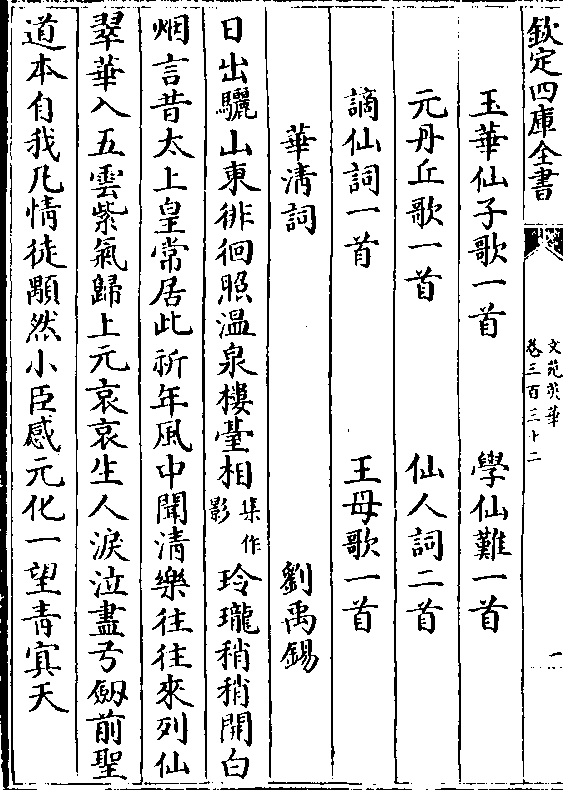 欽定四庫全書
文苑英華
卷三百三十二
一
玉華仙子歌一首 學仙難一首
元丹丘歌一首 仙人詞二首
謫仙詞一首 王母歌一首
華淸詞 劉禹錫
日出驪山東徘徊照温泉樓臺相集作影玲瓏稍稍開白
烟言昔太上皇常居此祈年風中聞清樂往往來列仙
翠華入五雲紫氣歸上元哀哀生人淚泣盡弓劔前聖
道本自我凡情徒顒然小臣感元化一望青冥天